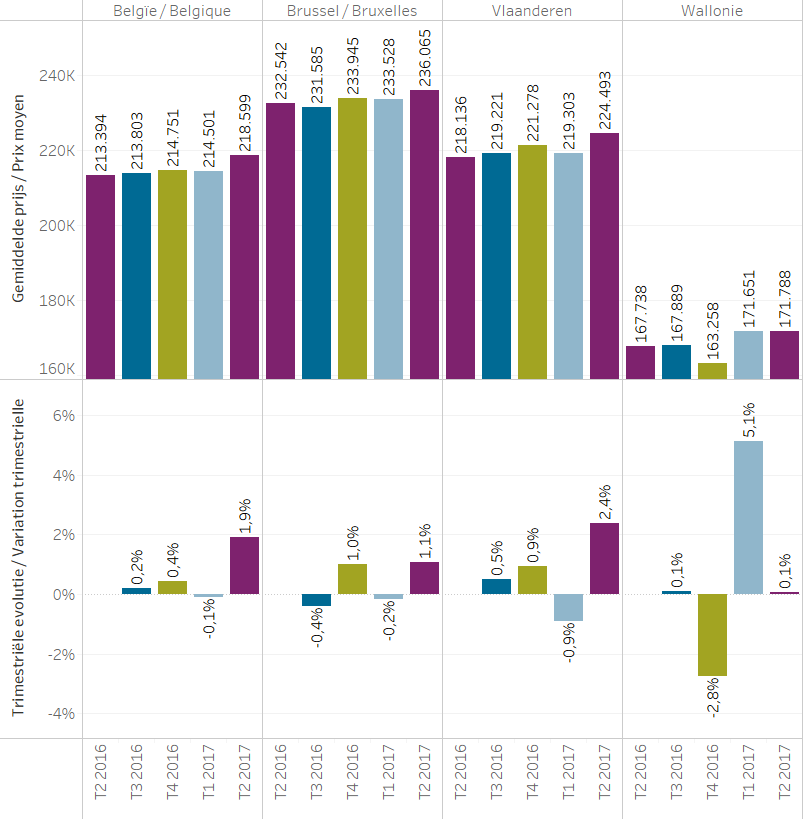 Belgïe / Belgique
Brussel / Bruxelles
Vlaanderen
Wallonie
Gemiddelde prijs / Prix moyen
240K
220K
200K
180K
160K
213.394
213.803
214.751
214.501
218.599
232.542
231.585
233.945
233.528
236.065
218.136
219.221
221.278
219.303
224.493
167.738
167.889
163.258
171.651
171.788
Trimestriële evolutie / Variation trimestrielle
6%
4%
2%
0%
-2%
-4%
0,2%
0,4%
-0,1%
1,9%
-0,4%
1,0%
-0,2%
1,1%
0,5%
0,9%
-0,9%
2,4%
0,1%
-2,8%
5,1%
0,1%
T2 2016
T3 2016
T4 2016
T1 2017
T2 2017
T2 2016
T3 2016
T4 2016
T1 2017
T2 2017
T2 2016
T3 2016
T4 2016
T1 2017
T2 2017
T2 2016
T3 2016
T4 2016
T1 2017
T2 2017